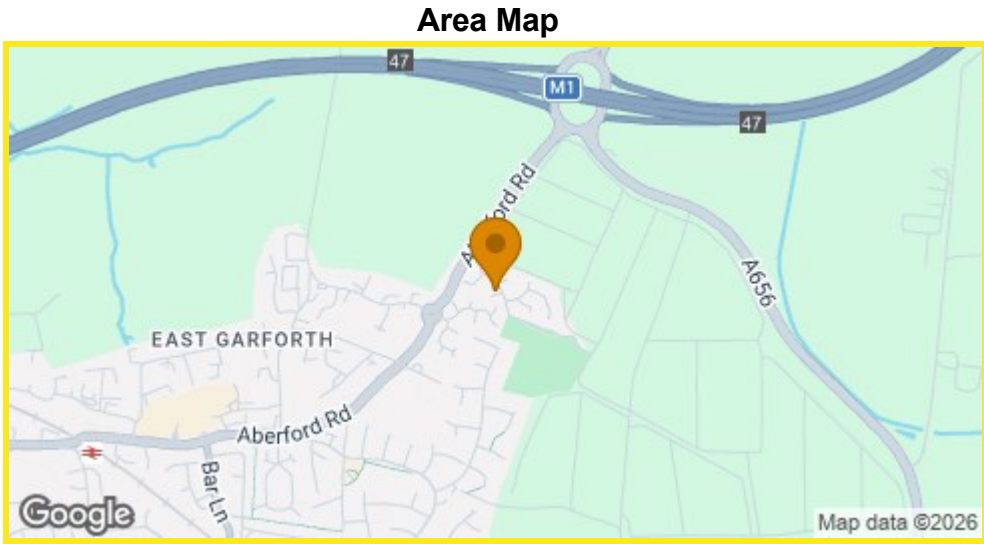 Area Map
47
M1
47
Aberford Rd
A656
EAST GARFORTH
Aberford Rd
Bar Ln
Google
Map data ©2026